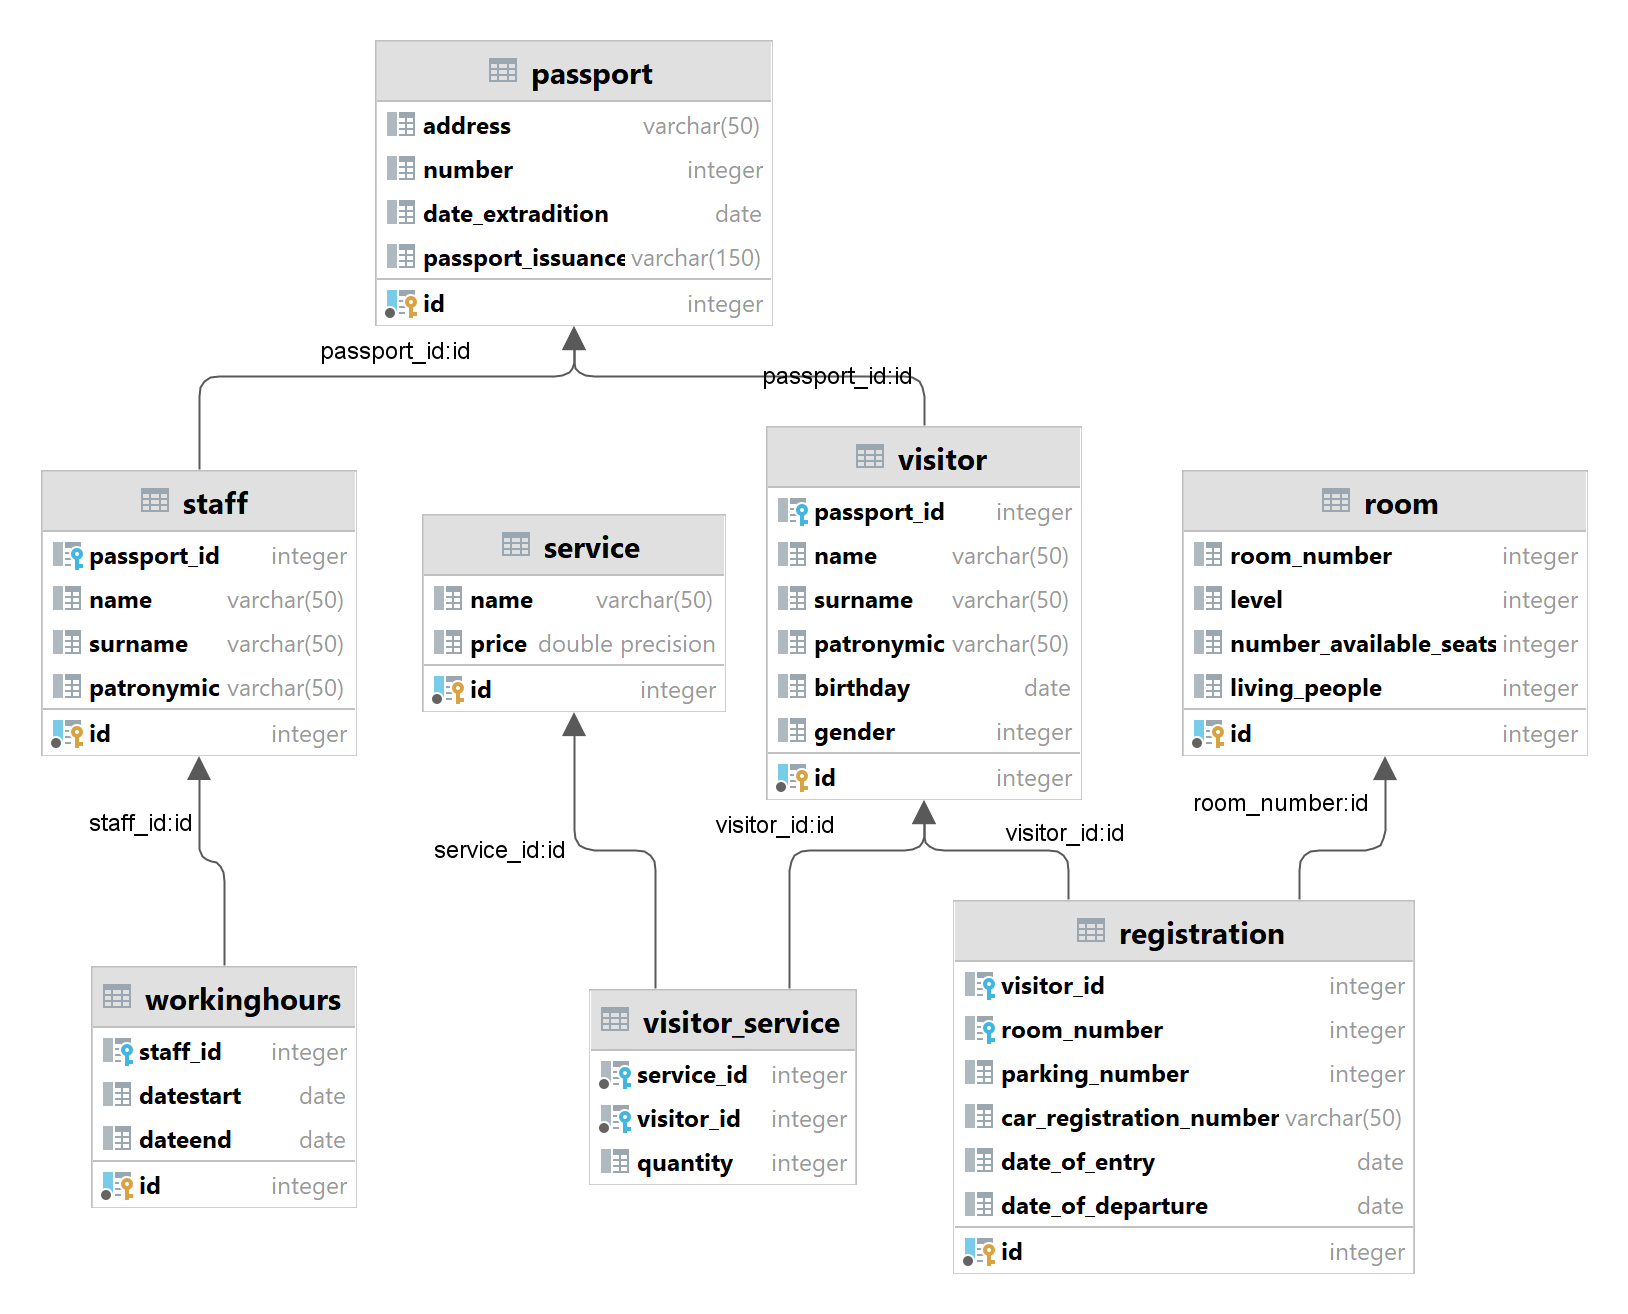 passport
address varchar(50)
number integer
date_extradition date
passport_issuance varchar(150)
id integer
passport_id:id
passport_id:id
staff
passport_id integer
name varchar(50)
surname varchar(50)
patronymic varchar(50)
id integer
service
name varchar(50)
price double precision
id integer
visitor
passport_id integer
name varchar(50)
surname varchar(50)
patronymic varchar(50)
birthday date
gender integer
id integer
room
room_number integer
level integer
number_available_seats integer
living_people integer
id integer
staff_id:id
service_id:id
visitor_id:id
visitor_id:id
room_number:id
workinghours
staff_id integer
datestart date
dateend date
id integer
visitor_service
service_id integer
visitor_id integer
quantity integer
registration
visitor_id integer
room_number integer
parking_number integer
car_registration_number varchar(50)
date_of_entry date
date_of_departure date
id integer